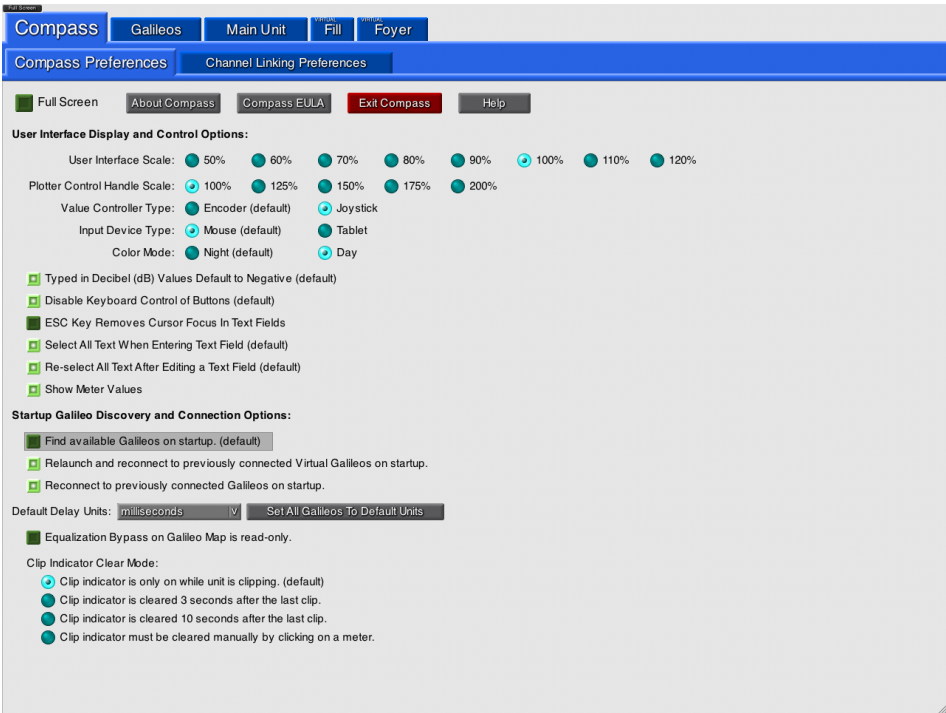 Full Screen
Compass Galileos Main Unit VIRTUAL Fill VIRTUAL Foyer
Compass Preferences Channel Linking Preferences
Full Screen About Compass Compass EULA Exit Compass Help
User Interface Display and Control Options:
User Interface Scale: 50% 60% 70% 80% 90% 100% 110% 120%
Plotter Control Handle Scale: 100% 125% 150% 175% 200%
Value Controller Type: Encoder (default) Joystick
Input Device Type: Mouse (default) Tablet
Color Mode: Night (default) Day
Typed in Decibel (dB) Values Default to Negative (default)
Disable Keyboard Control of Buttons (default)
ESC Key Removes Cursor Focus In Text Fields
Select All Text When Entering Text Field (default)
Re-select All Text After Editing a Text Field (default)
Show Meter Values
Startup Galileo Discovery and Connection Options:
Find available Galileos on startup. (default)
Relaunch and reconnect to previously connected Virtual Galileos on startup.
Reconnect to previously connected Galileos on startup.
Default Delay Units: milliseconds V Set All Galileos To Default Units
Equalization Bypass on Galileo Map is read-only.
Clip Indicator Clear Mode:
Clip indicator is only on while unit is clipping. (default)
Clip indicator is cleared 3 seconds after the last clip.
Clip indicator is cleared 10 seconds after the last clip.
Clip indicator must be cleared manually by clicking on a meter.